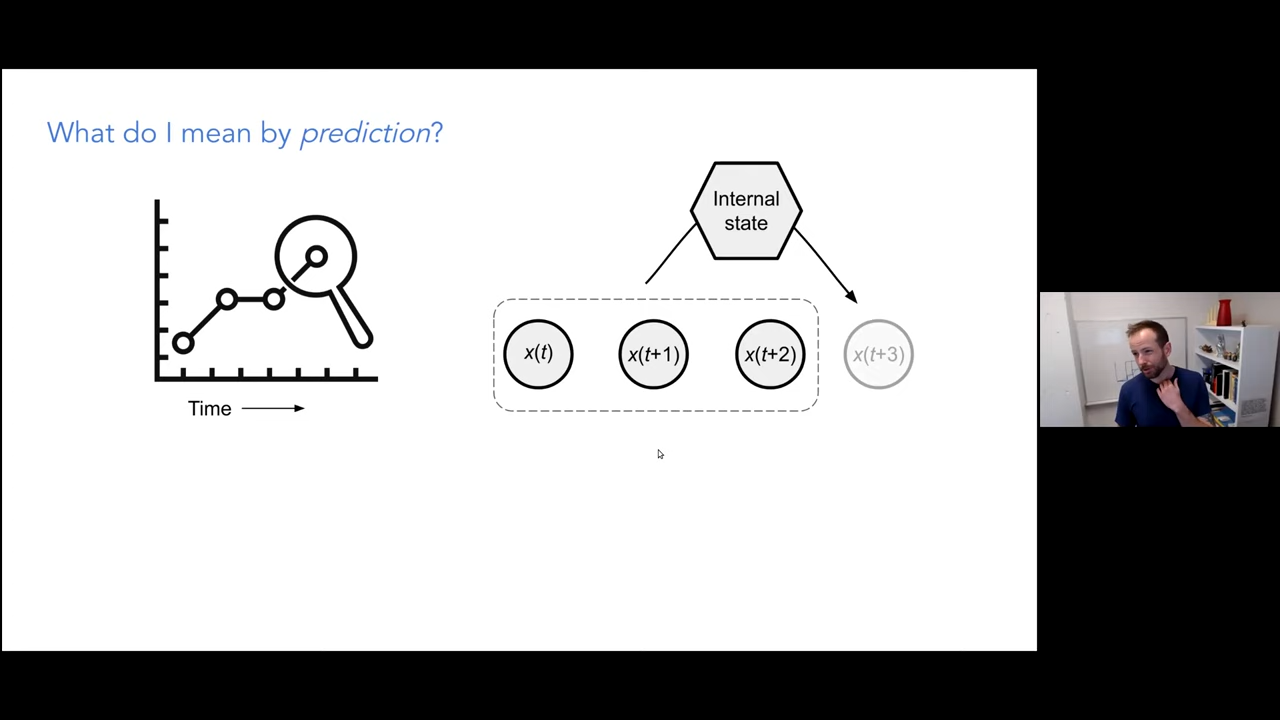 What do I mean by prediction?
Internal
state
x(t)
x(t+1)
x(t+2)
x(t+3)
Time